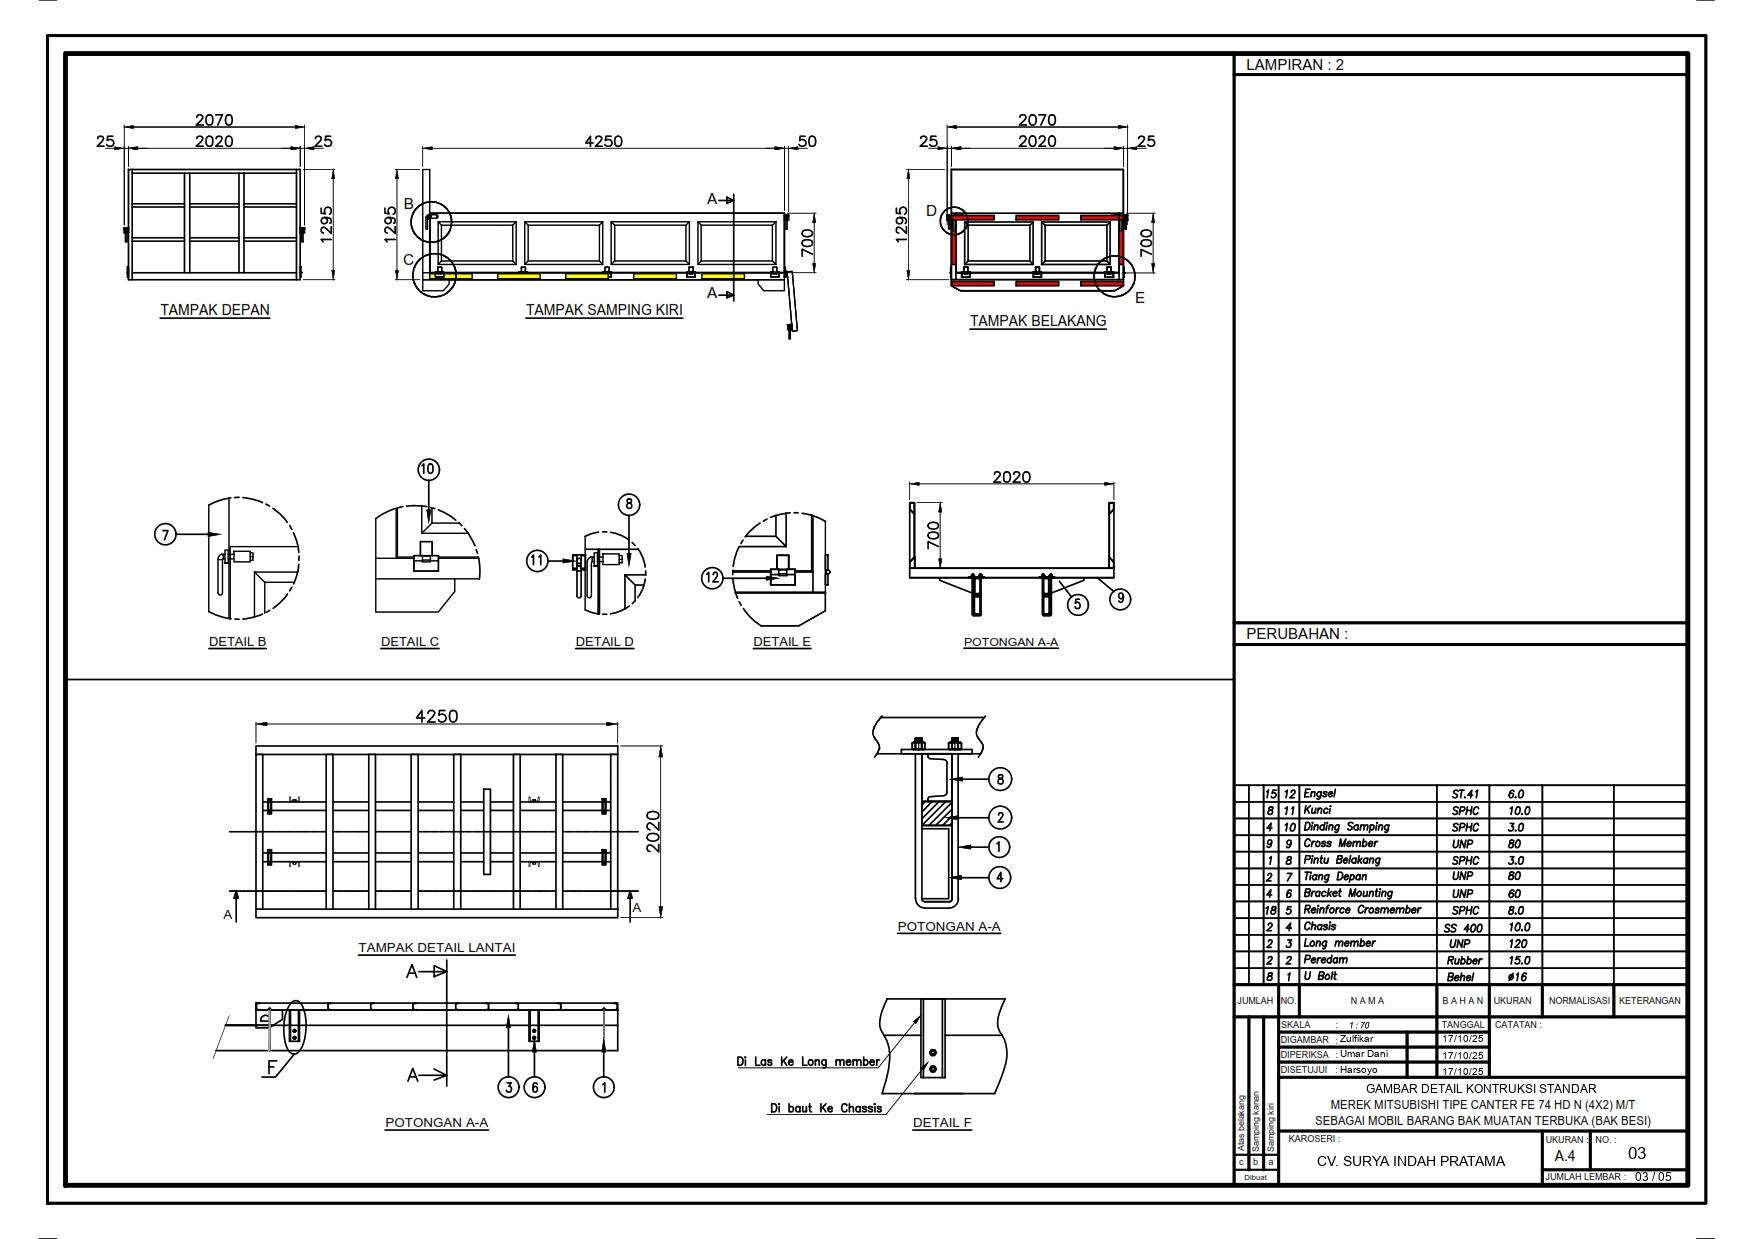 LAMPIRAN : 2
2070
25 2020 25
1295
TAMPAK DEPAN
4250 50
1295
B
C
A
A
700
TAMPAK SAMPING KIRI
2070
25 2020 25
1295
D
700
E
TAMPAK BELAKANG
7
DETAIL B
10
DETAIL C
8
11
DETAIL D
12
DETAIL E
2020
700
5
9
POTONGAN A-A
PERUBAHAN :
4250
2020
A
A
TAMPAK DETAIL LANTAI
8
2
1
4
POTONGAN A-A
A
A
F
3 6 1
POTONGAN A-A
Di Las Ke Long member
Di baut Ke Chassis
DETAIL F
15 12 Engsel ST.41 6.0
8 11 Kunci SPHC 10.0
4 10 Dinding Samping SPHC 3.0
9 9 Cross Member UNP 80
1 8 Pintu Belakang SPHC 3.0
2 7 Tiang Depan UNP 80
4 6 Bracket Mounting UNP 60
18 5 Reinforce Crosmember SPHC 8.0
2 4 Chasis SS 400 10.0
2 3 Long member UNP 120
2 2 Peredam Rubber 15.0
8 1 U Bolt Behel ø16
JUMLAH NO. N A M A B A H A N UKURAN NORMALISASI KETERANGAN
SKALA : 1 : 70 TANGGAL CATATAN :
DIGAMBAR : Zulfikar 17/10/25
DIPERIKSA : Umar Dani 17/10/25
DISETUJUI : Harsoyo 17/10/25
Atas belakang
Samping kanan
Samping kiri
c b a
Dibuat
GAMBAR DETAIL KONTRUKSI STANDAR
MEREK MITSUBISHI TIPE CANTER FE 74 HD N (4X2) M/T
SEBAGAI MOBIL BARANG BAK MUATAN TERBUKA (BAK BESI)
KAROSERI :
CV. SURYA INDAH PRATAMA
UKURAN : NO. :
A.4 03
JUMLAH LEMBAR : 03 / 05